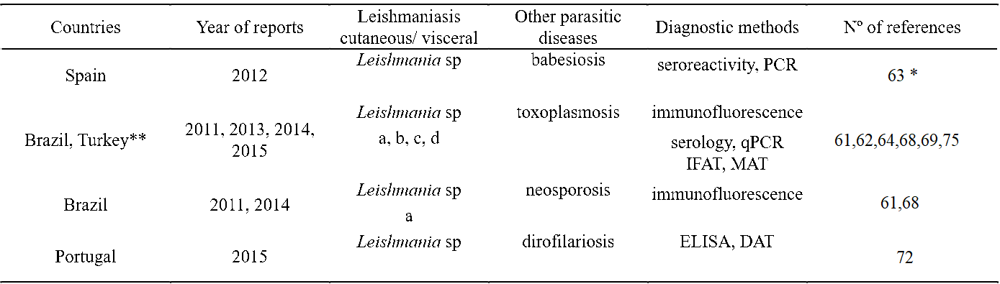 Countries Year of reports Leishmaniasis cutaneous/ visceral Other parasitic diseases Diagnostic methods Nº of references
Spain 2012 Leishmania sp babesiosis seroreactivity, PCR 63 *
Brazil, Turkey** 2011, 2013, 2014, 2015 Leishmania sp a, b, c, d toxoplasmosis immunofluorescence serology, qPCR IFAT, MAT 61,62,64,68,69,75
Brazil 2011, 2014 Leishmania sp a neosporosis immunofluorescence 61,68
Portugal 2015 Leishmania sp dirofilariosis ELISA, DAT 72